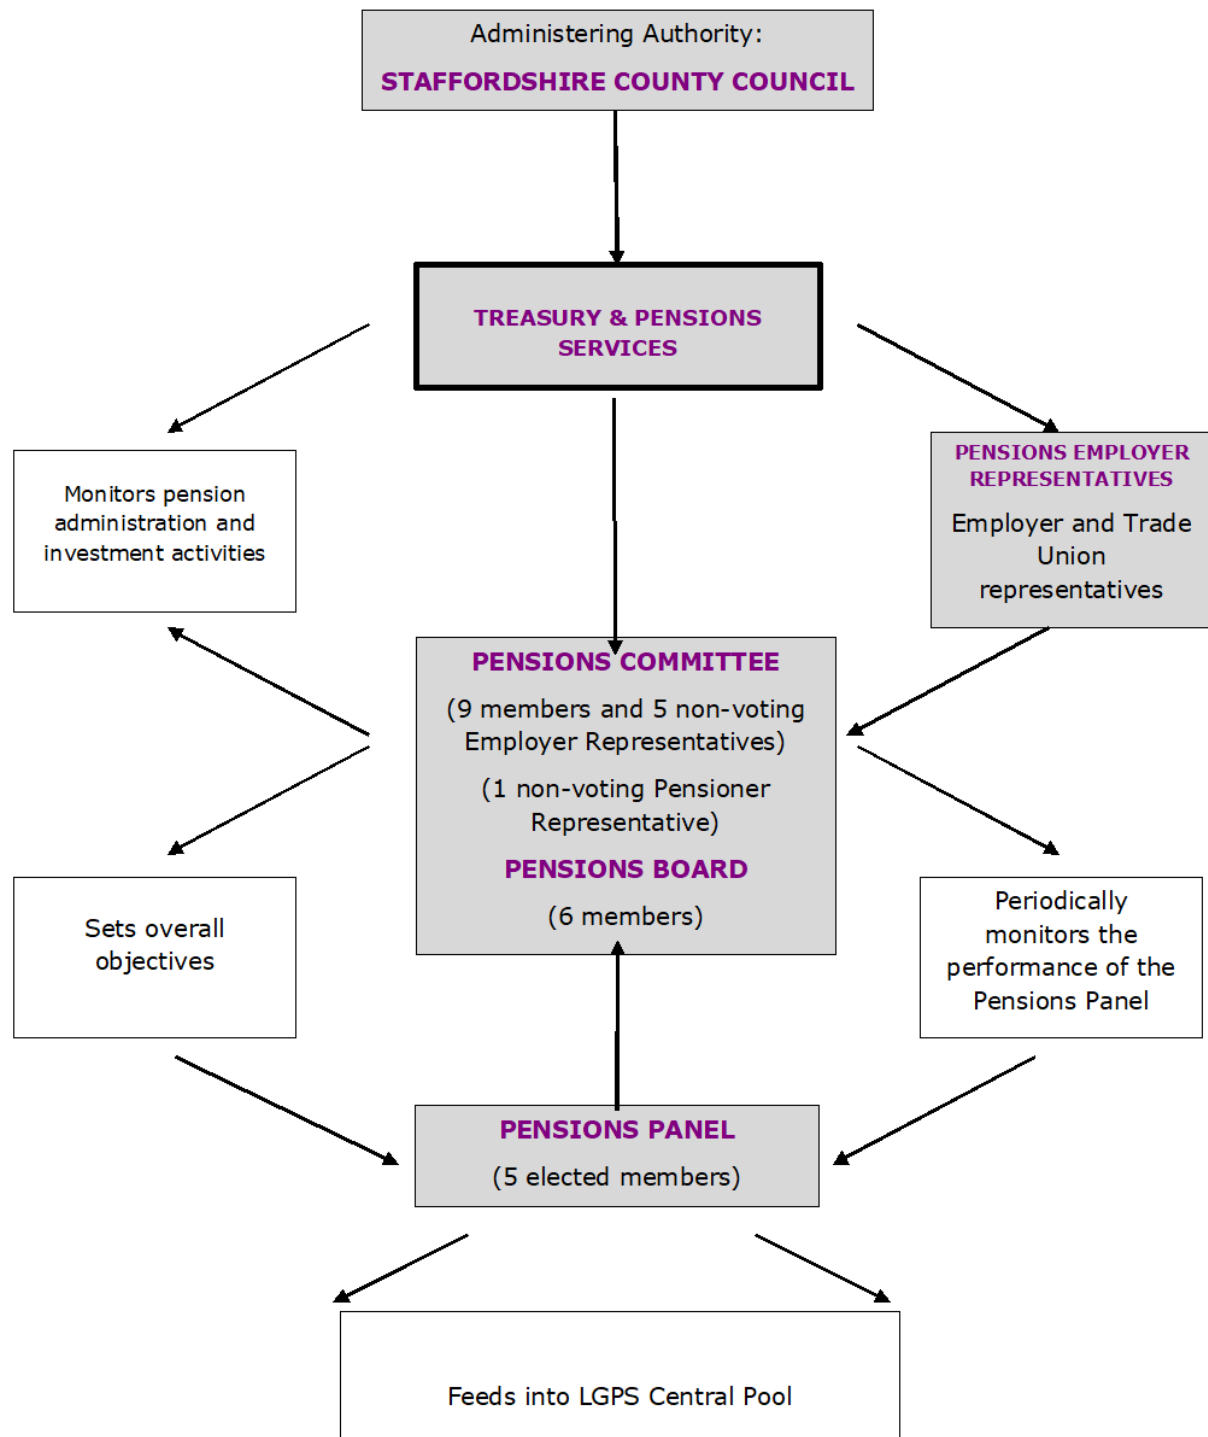 Administering Authority:
STAFFORDSHIRE COUNTY COUNCIL
TREASURY & PENSIONS
SERVICES
Monitors pension
administration and
investment activities
PENSIONS EMPLOYER
REPRESENTATIVES
Employer and Trade
Union
representatives
PENSIONS COMMITTEE
(9 members and 5 non-voting
Employer Representatives)
(1 non-voting Pensioner
Representative)
PENSIONS BOARD
(6 members)
Sets overall
objectives
Periodically
monitors the
performance of the
Pensions Panel
PENSIONS PANEL
(5 elected members)
Feeds into LGPS Central Pool